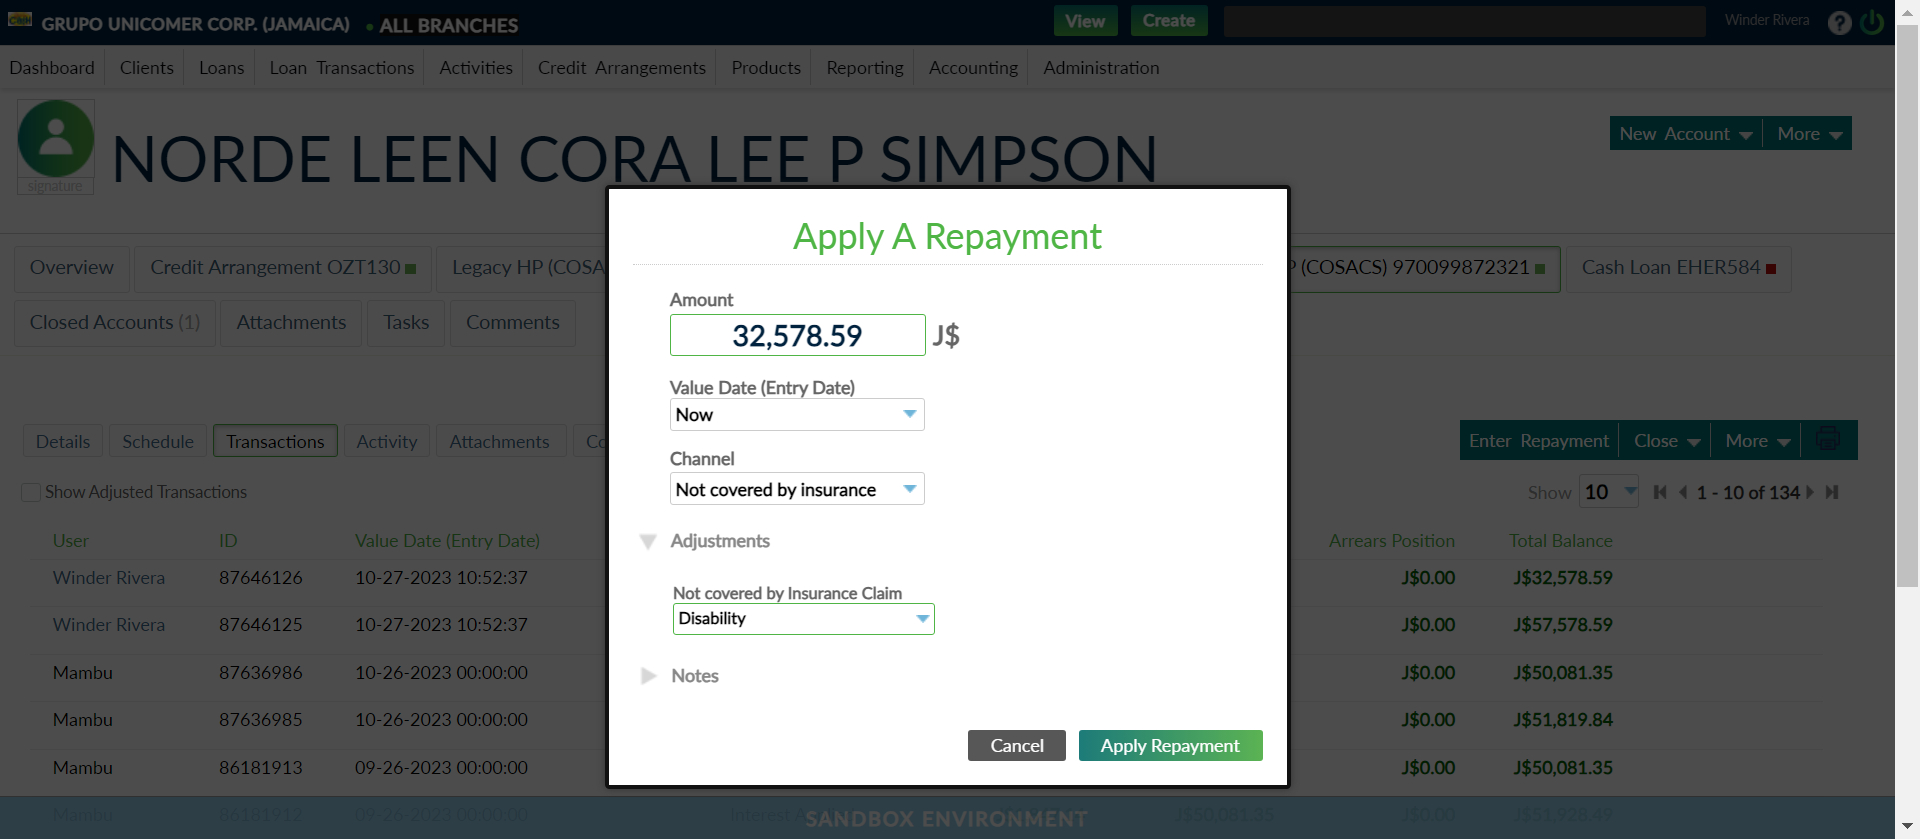 GRUPO UNICOMER CORP. (JAMAICA) • ALL BRANCHES View Create Winder Rivera ?
Dashboard Clients Loans Loan Transactions Activities Credit Arrangements Products Reporting Accounting Administration
signature
NORDE LEEN CORA LEE P SIMPSON
New Account More
Overview Credit Arrangement OZT130 Legacy HP (COSA P (COSACS) 970099872321 Cash Loan EHER584
Closed Accounts (1) Attachments Tasks Comments
Details Schedule Transactions Activity Attachments Co
Enter Repayment Close More
Show Adjusted Transactions
Show 10 1 - 10 of 134
User ID Value Date (Entry Date) Arrears Position Total Balance
Winder Rivera 87646126 10-27-2023 10:52:37 J$0.00 J$32,578.59
Winder Rivera 87646125 10-27-2023 10:52:37 J$0.00 J$57,578.59
Mambu 87636986 10-26-2023 00:00:00 J$0.00 J$50,081.35
Mambu 87636985 10-26-2023 00:00:00 J$0.00 J$51,819.84
Mambu 86181913 09-26-2023 00:00:00 J$0.00 J$50,081.35
Mambu 86181912 09-26-2023 00:00:00 Interest J$50,081.35 J$0.00 J$51,928.49
Apply A Repayment
Amount
32,578.59 J$
Value Date (Entry Date)
Now
Channel
Not covered by insurance
Adjustments
Not covered by Insurance Claim
Disability
Notes
Cancel Apply Repayment
SANDBOX ENVIRONMENT